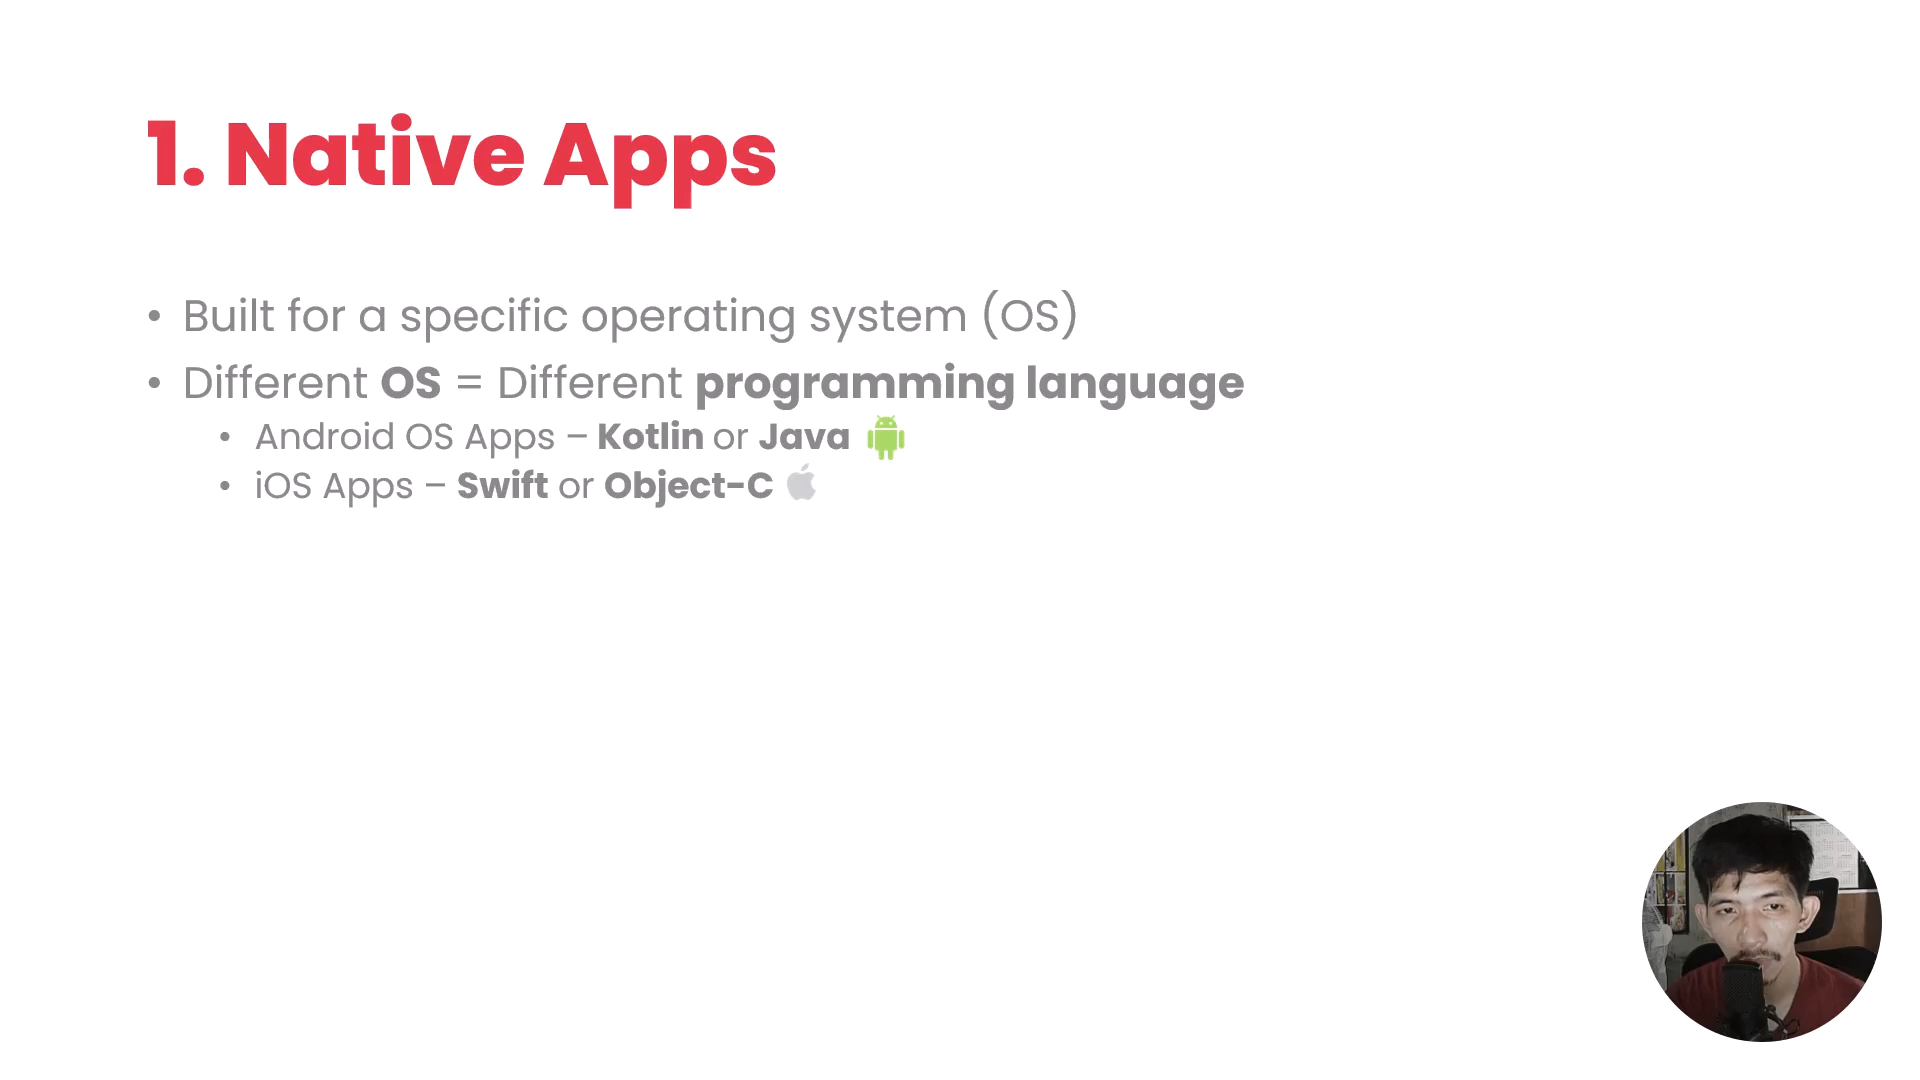 1. Native Apps
• Built for a specific operating system (OS)
• Different OS = Different programming language
• Android OS Apps – Kotlin or Java
• iOS Apps – Swift or Object-C